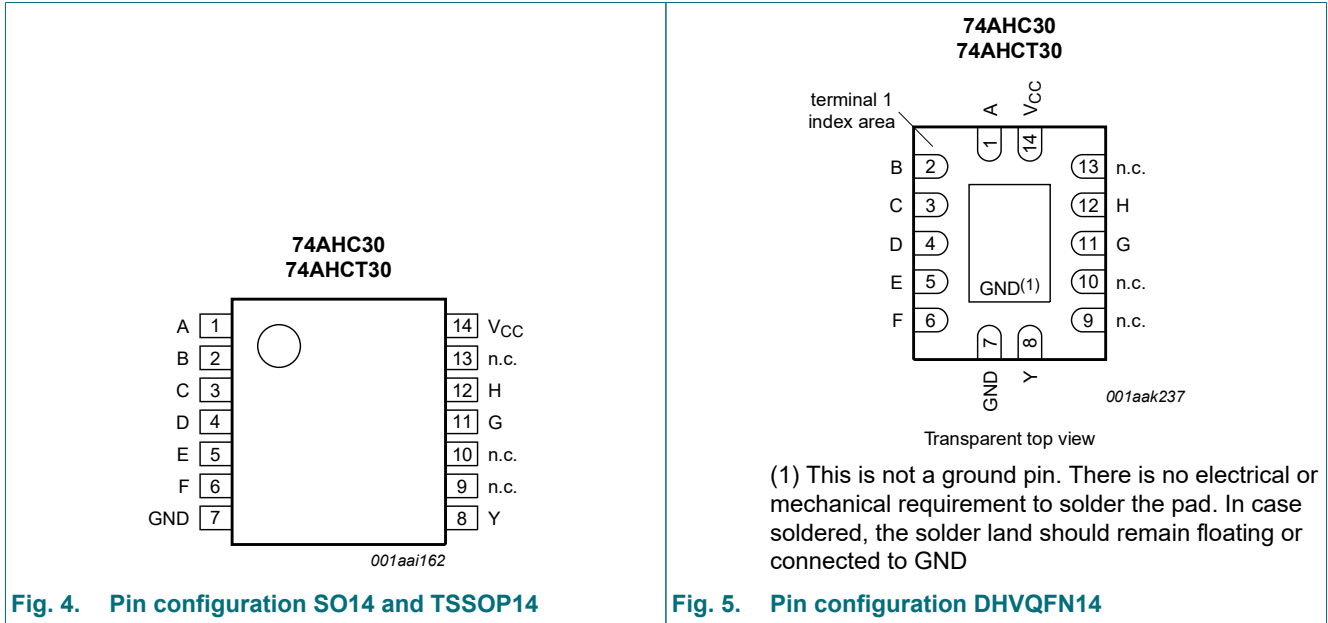 74AHC30
74AHCT30
A 1
B 2
C 3
D 4
E 5
F 6
GND 7
14 VCC
13 n.c.
12 H
11 G
10 n.c.
9 n.c.
8 Y
001aai162
Fig. 4. Pin configuration SO14 and TSSOP14
74AHC30
74AHCT30
terminal 1
index area
A VCC
1 14
B 2
C 3
D 4
E 5
F 6
13 n.c.
12 H
11 G
10 n.c.
9 n.c.
GND(1)
7 8
GND Y
001aak237
Transparent top view
(1) This is not a ground pin. There is no electrical or
mechanical requirement to solder the pad. In case
soldered, the solder land should remain floating or
connected to GND
Fig. 5. Pin configuration DHVQFN14